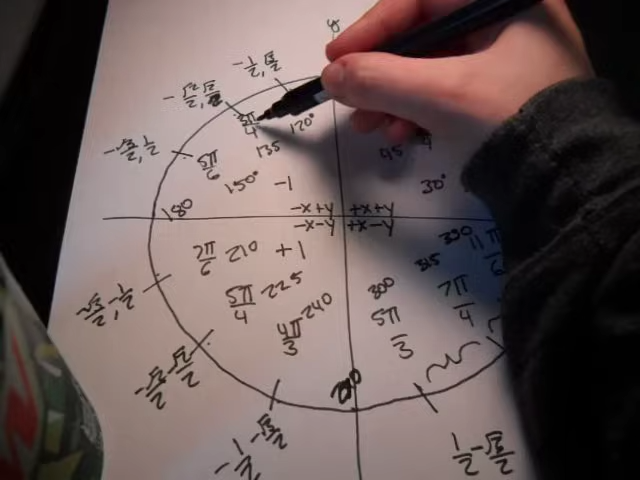 y
-1/2, √3/2
-√2/2, √2/2
3π/4
120°
-√3/2, 1/2
5π/6
135
45
150°
-1
30°
180
-x+y
+x+y
-x-y
+x-y
7π/6
210
+1
330
11π/6
315
5π/4
225
300
7π/4
-√3/2, -1/2
4π/3
240
5π/3
-√2/2 -√2/2
270
-1/2 -√3/2
1/2 -√3/2